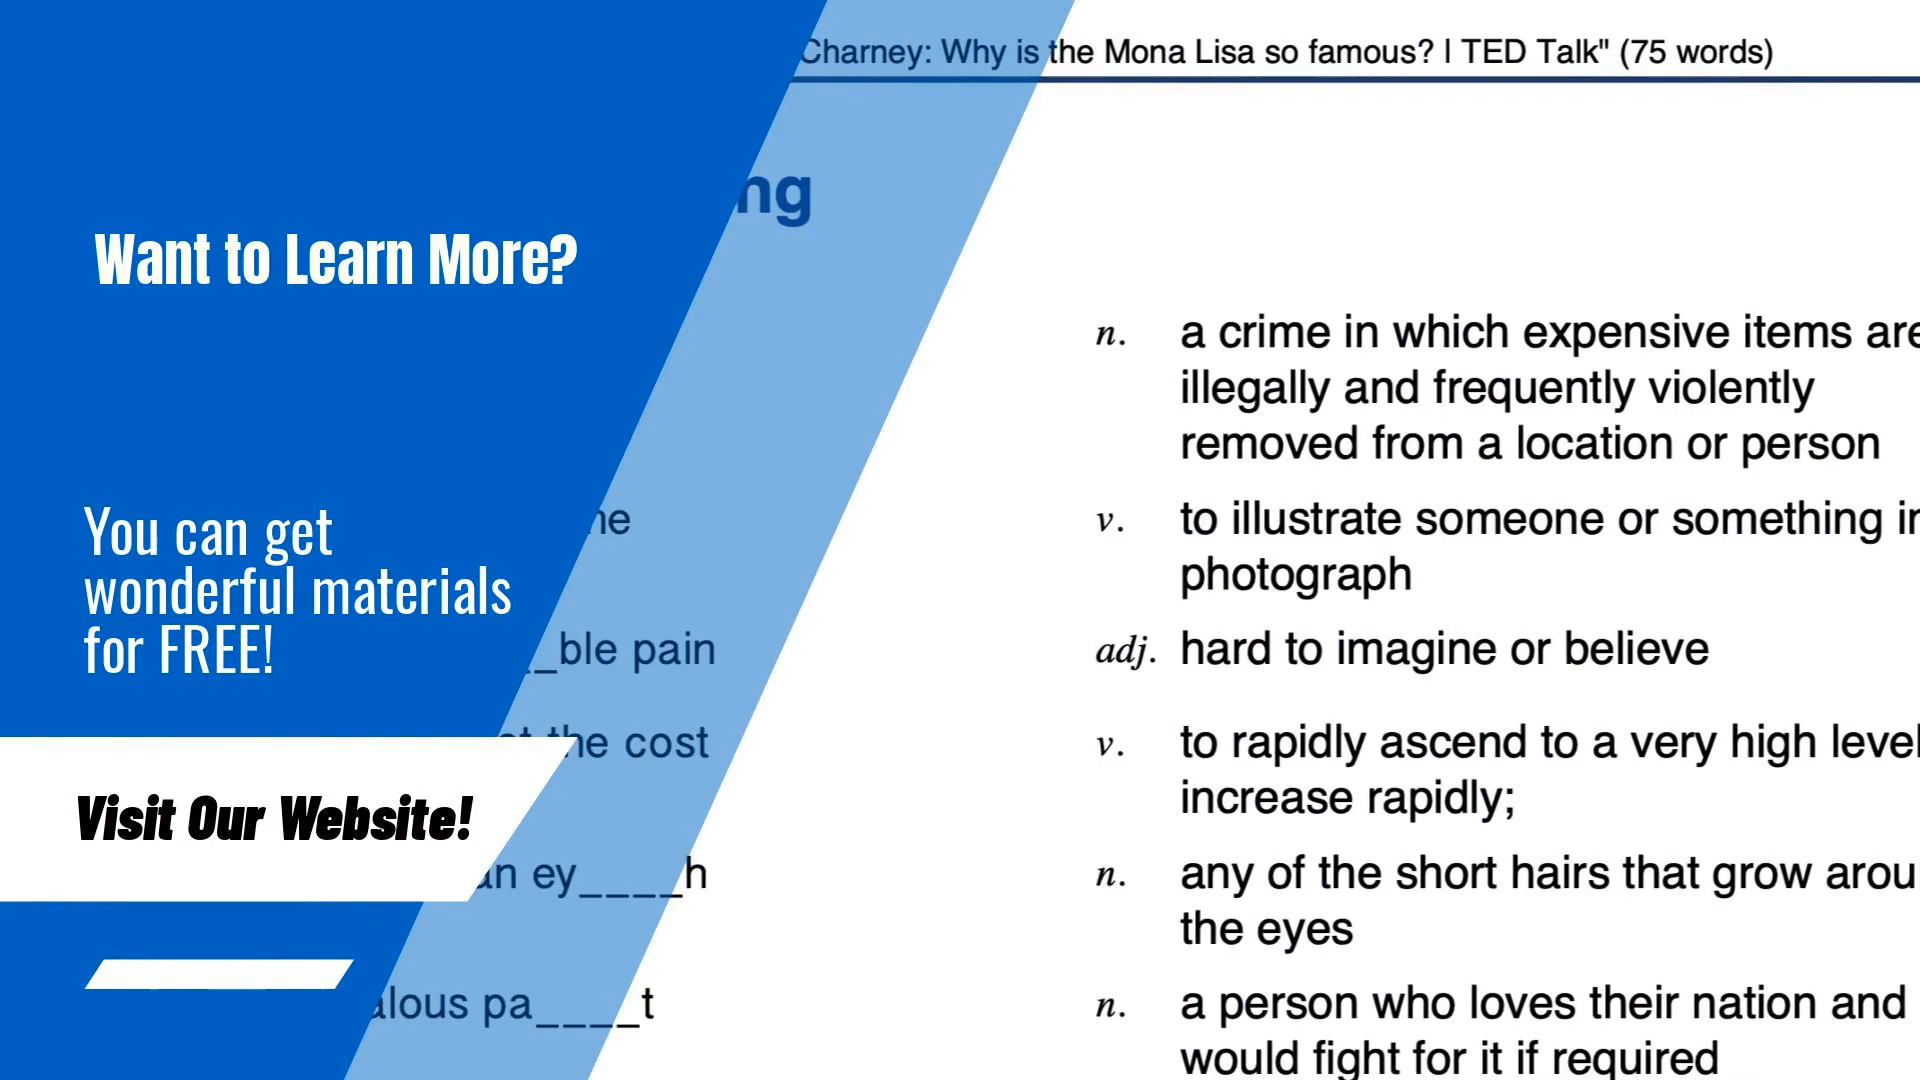 Charney: Why is the Mona Lisa so famous? | TED Talk" (75 words)
ng
Want to Learn More?
You can get
wonderful materials
for FREE!
Visit Our Website!
ne
_ble pain
the cost
an ey____h
alous pa____t
n. a crime in which expensive items are
illegally and frequently violently
removed from a location or person
v. to illustrate someone or something in
photograph
adj. hard to imagine or believe
v. to rapidly ascend to a very high level
increase rapidly;
n. any of the short hairs that grow arou
the eyes
n. a person who loves their nation and
would fight for it if required